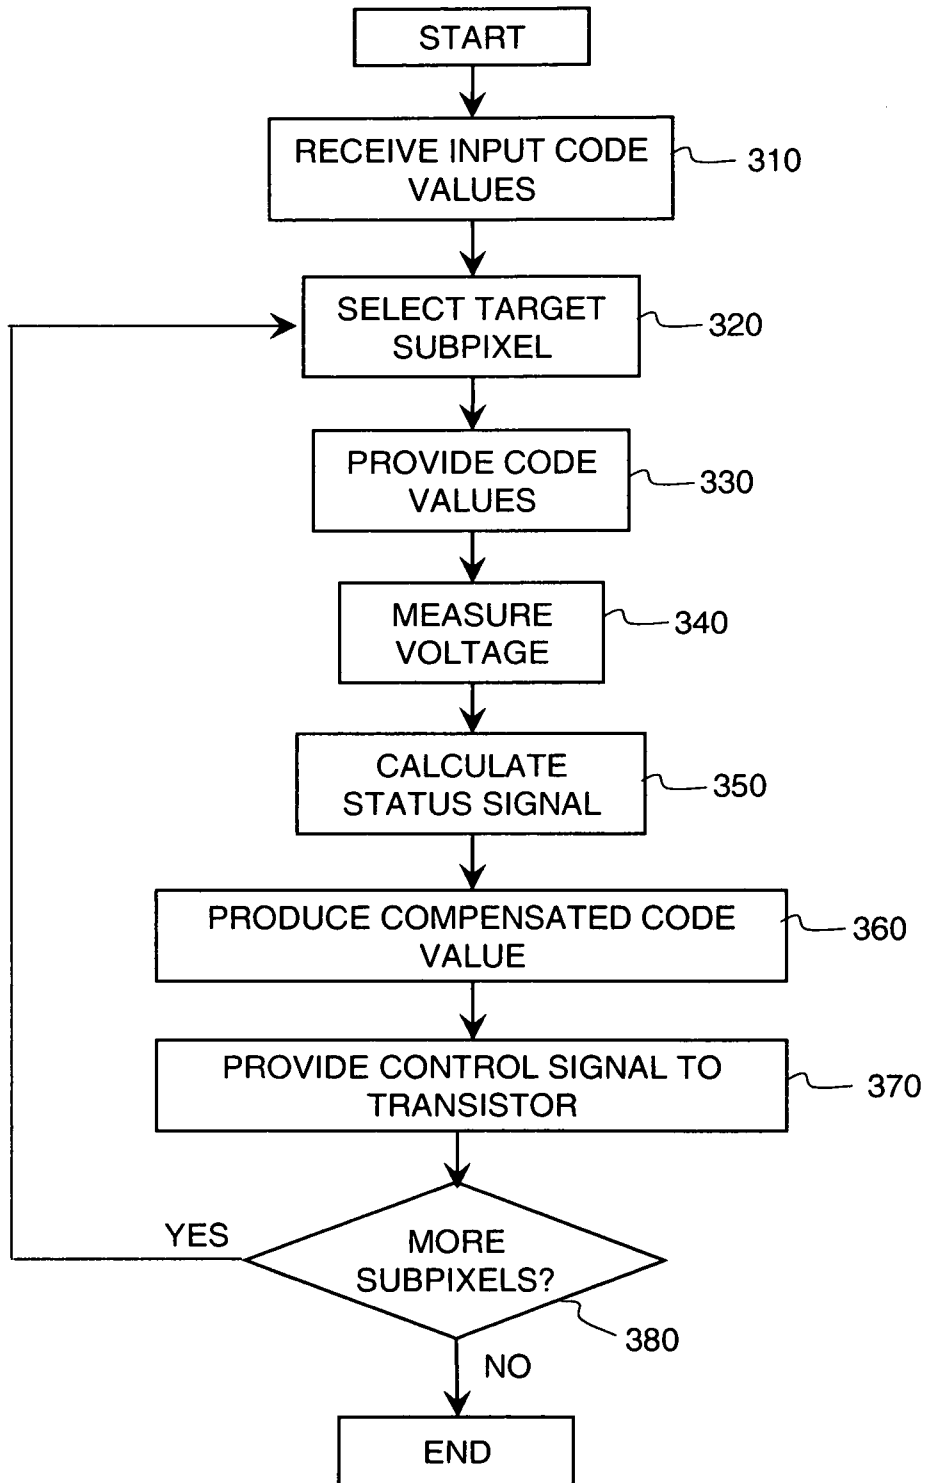 START
RECEIVE INPUT CODE
VALUES
310
SELECT TARGET
SUBPIXEL
320
PROVIDE CODE
VALUES
330
MEASURE
VOLTAGE
340
CALCULATE
STATUS SIGNAL
350
PRODUCE COMPENSATED CODE
VALUE
360
PROVIDE CONTROL SIGNAL TO
TRANSISTOR
370
YES
MORE
SUBPIXELS?
380
NO
END